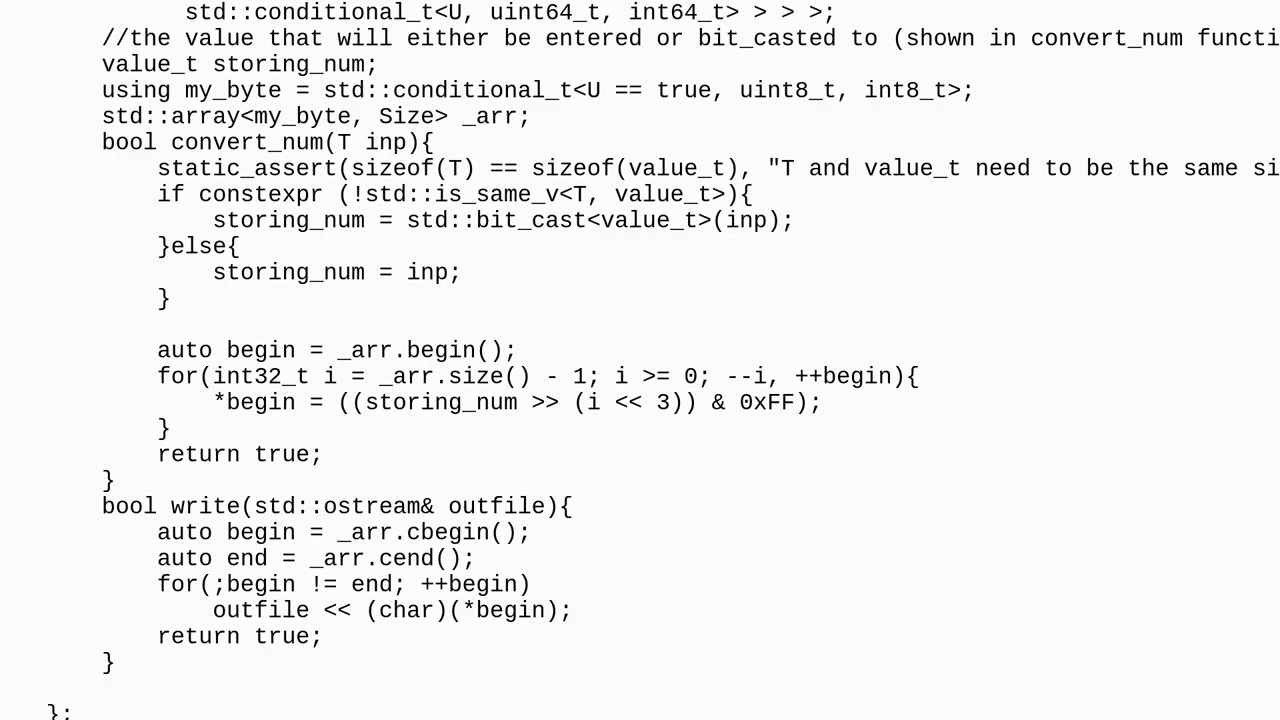 std::conditional_t<U, uint64_t, int64_t> > > >;
//the value that will either be entered or bit_casted to (shown in convert_num functi
value_t storing_num;
using my_byte = std::conditional_t<U == true, uint8_t, int8_t>;
std::array<my_byte, Size> _arr;
bool convert_num(T inp){
static_assert(sizeof(T) == sizeof(value_t), "T and value_t need to be the same si
if constexpr (!std::is_same_v<T, value_t>){
storing_num = std::bit_cast<value_t>(inp);
}else{
storing_num = inp;
}
auto begin = _arr.begin();
for(int32_t i = _arr.size() - 1; i >= 0; --i, ++begin){
*begin = ((storing_num >> (i << 3)) & 0xFF);
}
return true;
}
bool write(std::ostream& outfile){
auto begin = _arr.cbegin();
auto end = _arr.cend();
for(;begin != end; ++begin)
outfile << (char)(*begin);
return true;
}
};